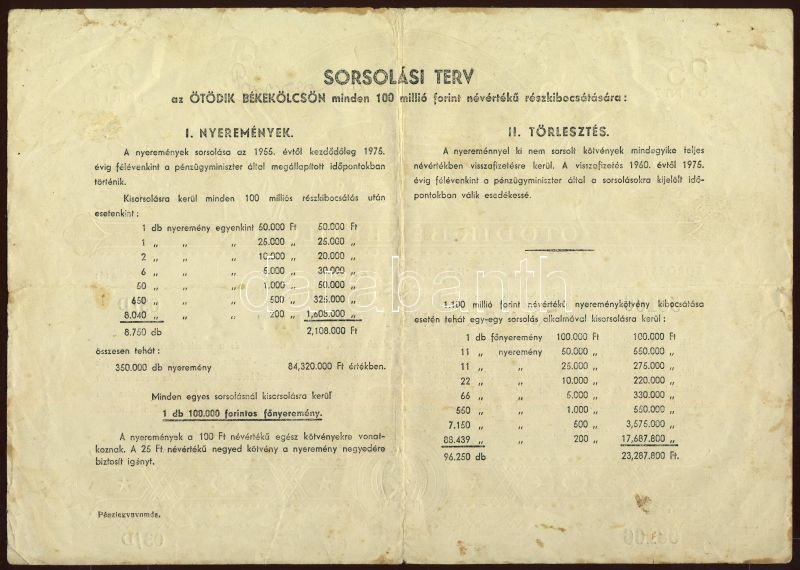 SORSOLÁSI TERV
az ÖTÖDIK BÉKEKÖLCSÖN minden 100 millió forint névértékű részkibocsátására:
I. NYEREMÉNYEK.
A nyeremények sorsolása az 1955. évtől kezdődőleg 1975.
évig félévenkint a pénzügyminiszter által megállapított időpontokban
történik.
Kisorsolásra kerül minden 100 milliós részkibocsátás után
esetenkint:
1 db nyeremény egyenkint 50.000 Ft 50.000 Ft
1 „ „ „ 25.000 „ 25.000 „
2 „ „ „ 10.000 „ 20.000 „
6 „ „ „ 5.000 „ 30.000 „
50 „ „ „ 1.000 „ 50.000 „
650 „ „ „ 500 „ 325.000 „
8.040 „ „ „ 200 „ 1,608.000 „
8.750 db 2,108.000 Ft
összesen tehát:
350.000 db nyeremény 84,320.000 Ft értékben.
Minden egyes sorsolásnál kisorsolásra kerül
1 db 100.000 forintos főnyeremény.
A nyeremények a 100 Ft névértékű egész kötvényekre vonat-
koznak. A 25 Ft névértékű negyed kötvény a nyeremény negyedére
biztosít igényt.
Pénzjegynyomda.
II. TÖRLESZTÉS.
A nyereménnyel ki nem sorsolt kötvények mindegyike teljes
névértékben visszafizetésre kerül. A visszafizetés 1960. évtől 1975.
évig félévenkint a pénzügyminiszter által a sorsolásokra kijelölt idő-
pontokban válik esedékessé.
1.100 millió forint névértékű nyereménykötvény kibocsátása
esetén tehát egy-egy sorsolás alkalmával kisorsolásra kerül:
1 db főnyeremény 100.000 Ft 100.000 Ft
11 „ nyeremény 50.000 „ 550.000 „
11 „ „ 25.000 „ 275.000 „
22 „ „ 10.000 „ 220.000 „
66 „ „ 5.000 „ 330.000 „
550 „ „ 1.000 „ 550.000 „
7.150 „ „ 500 „ 3,575.000 „
88.439 „ „ 200 „ 17,687.800 „
96.250 db 23,287.800 Ft.
darabanth